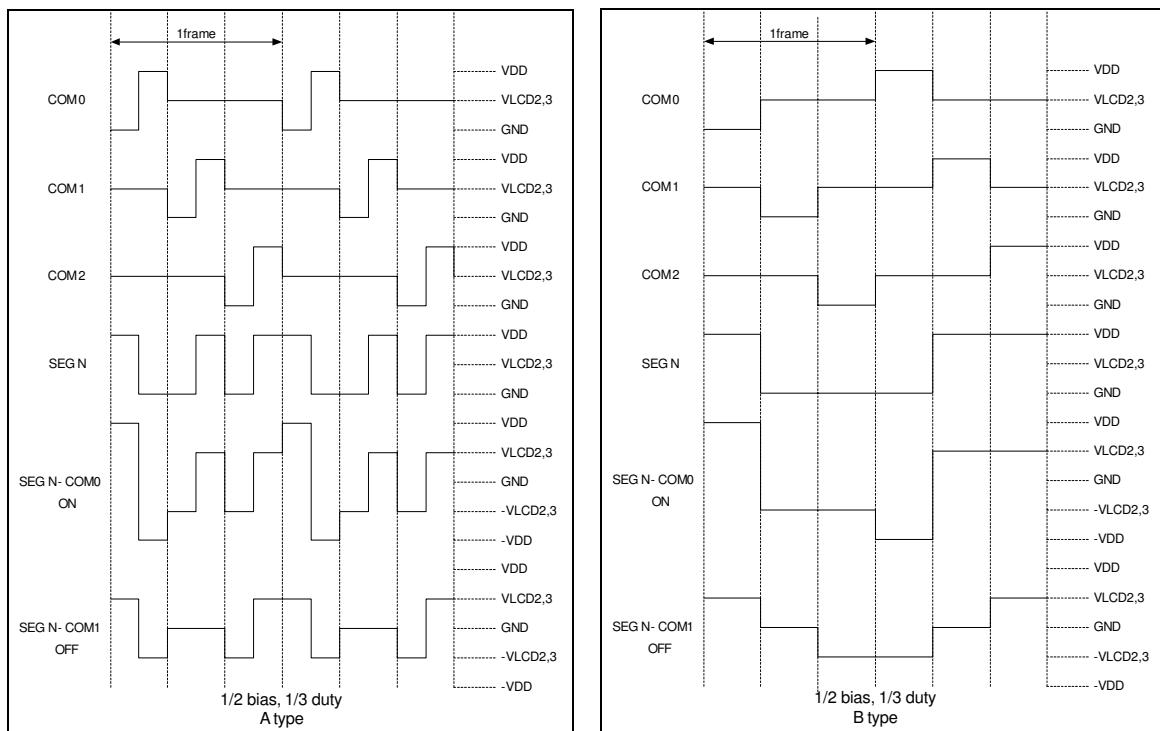 1frame
COM0
VDD
VLCD2,3
GND
COM1
VDD
VLCD2,3
GND
COM2
VDD
VLCD2,3
GND
SEG N
VDD
VLCD2,3
GND
SEG N- COM0
ON
VDD
VLCD2,3
GND
-VLCD2,3
-VDD
SEG N- COM1
OFF
VDD
VLCD2,3
GND
-VLCD2,3
-VDD
1/2 bias, 1/3 duty
A type
1frame
COM0
VDD
VLCD2,3
GND
COM1
VDD
VLCD2,3
GND
COM2
VDD
VLCD2,3
GND
SEG N
VDD
VLCD2,3
GND
SEG N- COM0
ON
VDD
VLCD2,3
GND
-VLCD2,3
-VDD
SEG N- COM1
OFF
VDD
VLCD2,3
GND
-VLCD2,3
-VDD
1/2 bias, 1/3 duty
B type